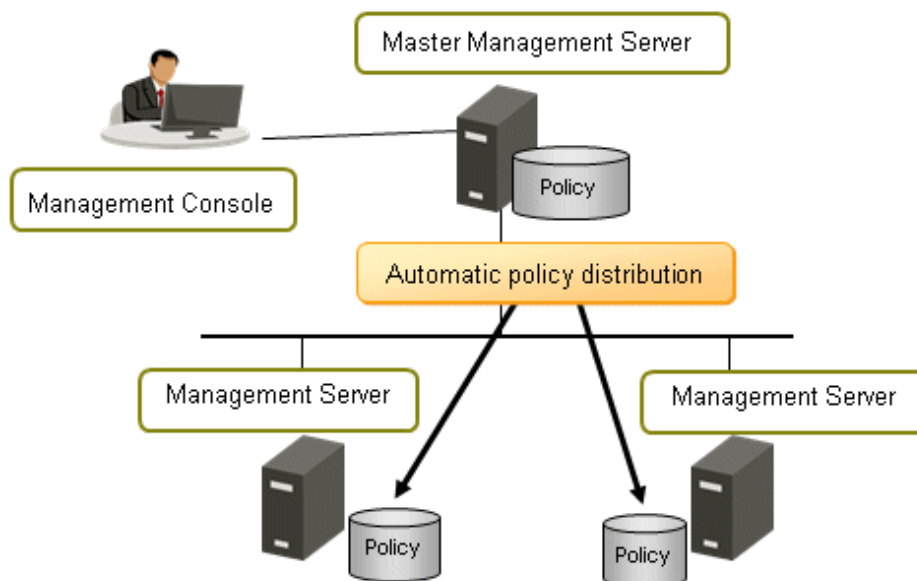 Master Management Server
Management Console
Policy
Automatic policy distribution
Management Server
Management Server
Policy
Policy